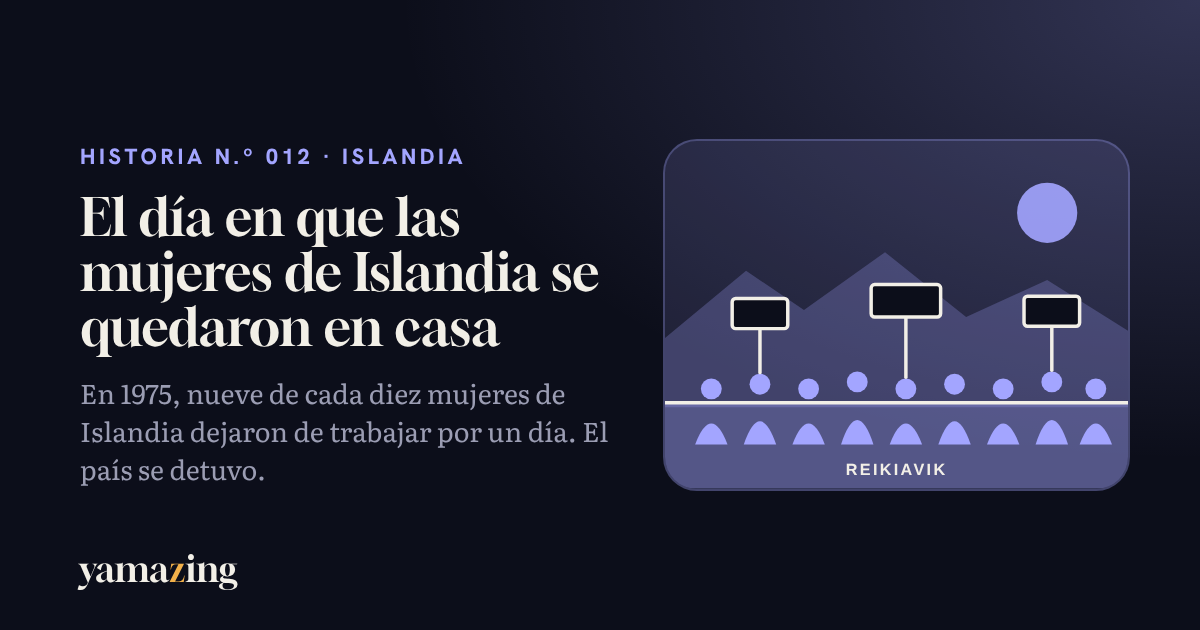 HISTORIA N.º 012 · ISLANDIA
El día en que las
mujeres de Islandia se
quedaron en casa
En 1975, nueve de cada diez mujeres de
Islandia dejaron de trabajar por un día. El
país se detuvo.
REIKIAVIK
yamazing